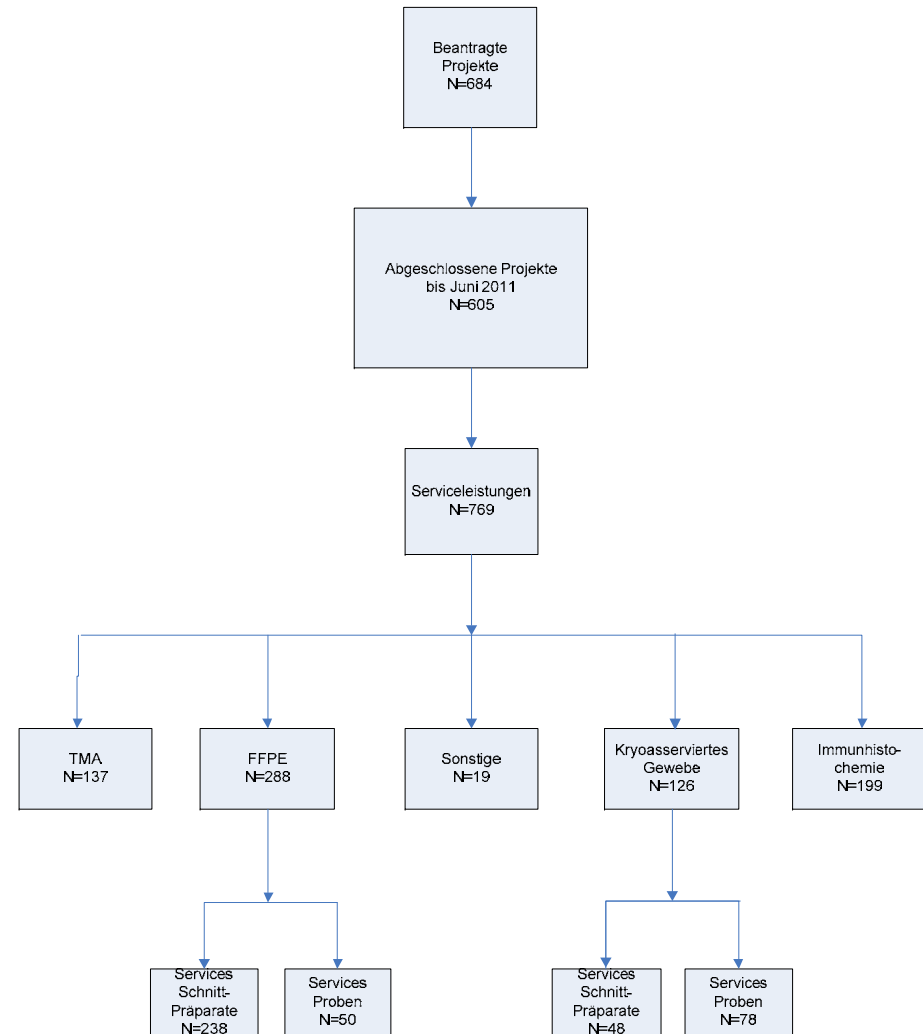 Beantragte
Projekte
N=684
Abgeschlossene Projekte
bis Juni 2011
N=605
Serviceleistungen
N=769
TMA
N=137
FFPE
N=288
Sonstige
N=19
Kryoasserviertes
Gewebe
N=126
Immunhisto-
chemie
N=199
Services
Schnitt-
Präparate
N=238
Services
Proben
N=50
Services
Schnitt-
Präparate
N=48
Services
Proben
N=78